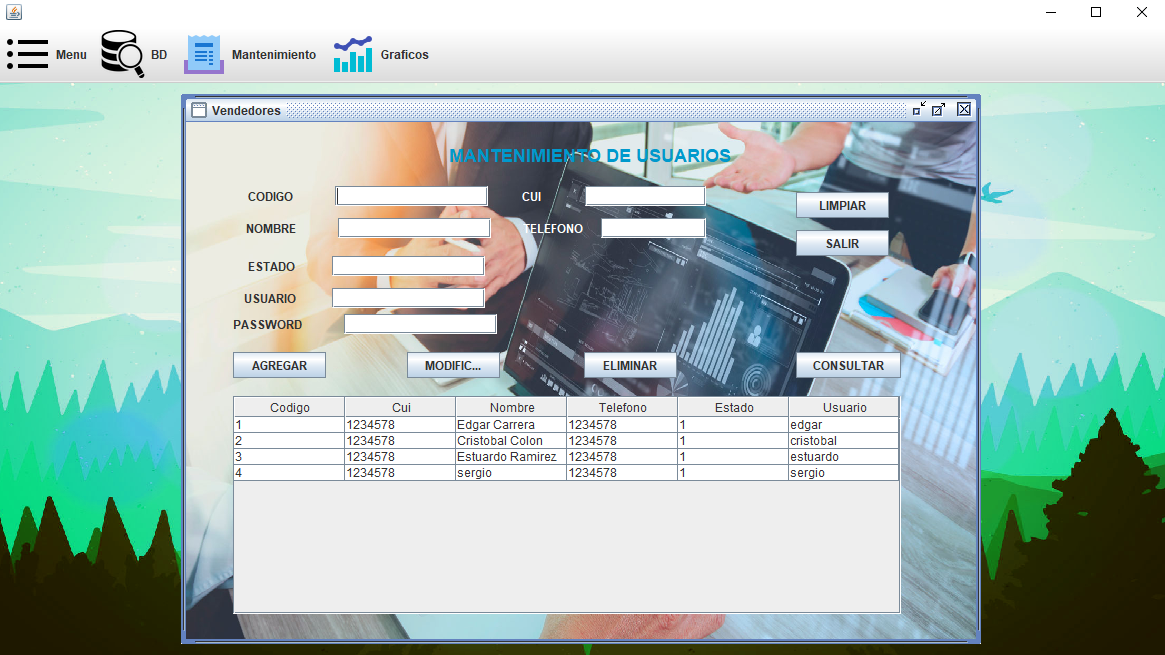 Menu BD Mantenimiento Graficos
Vendedores
MANTENIMIENTO DE USUARIOS
CODIGO CUI LIMPIAR
NOMBRE TELEFONO
SALIR
ESTADO
USUARIO
PASSWORD
AGREGAR MODIFIC... ELIMINAR CONSULTAR
Codigo Cui Nombre Telefono Estado Usuario
1 1234578 Edgar Carrera 1234578 1 edgar
2 1234578 Cristobal Colon 1234578 1 cristobal
3 1234578 Estuardo Ramirez 1234578 1 estuardo
4 1234578 sergio 1234578 1 sergio